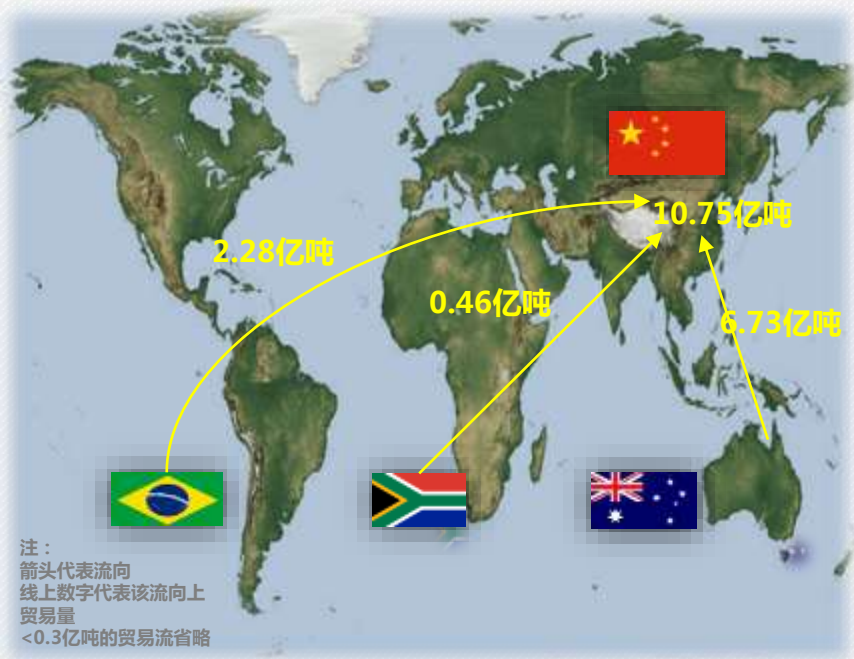 10.75亿吨
2.28亿吨
0.46亿吨
6.73亿吨
注：
箭头代表流向
线上数字代表该流向上
贸易量
<0.3亿吨的贸易流省略